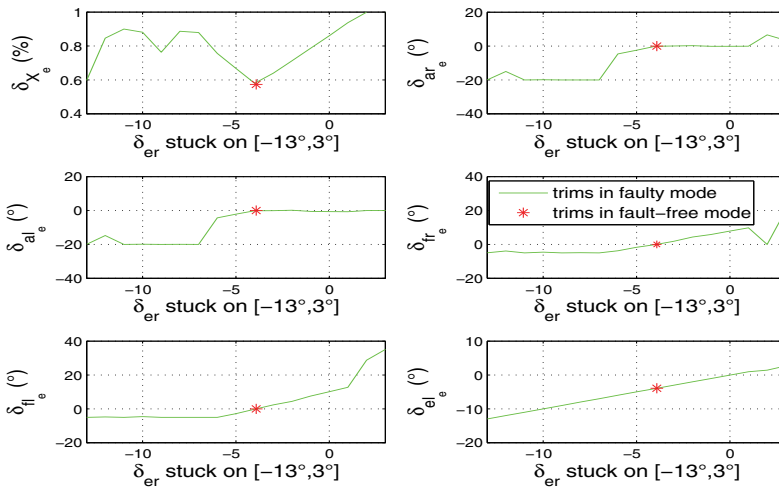 1
0.8
0.6
0.4
δXe (%)
−10 −5 0
δer stuck on [−13°,3°]
20
0
−20
−40
δare (°)
−10 −5 0
δer stuck on [−13°,3°]
20
0
−20
−40
δale (°)
−10 −5 0
δer stuck on [−13°,3°]
40
20
0
−20
δfre (°)
trims in faulty mode
trims in fault−free mode
−10 −5 0
δer stuck on [−13°,3°]
40
20
0
−20
δfle (°)
−10 −5 0
δer stuck on [−13°,3°]
10
0
−10
−20
δele (°)
−10 −5 0
δer stuck on [−13°,3°]